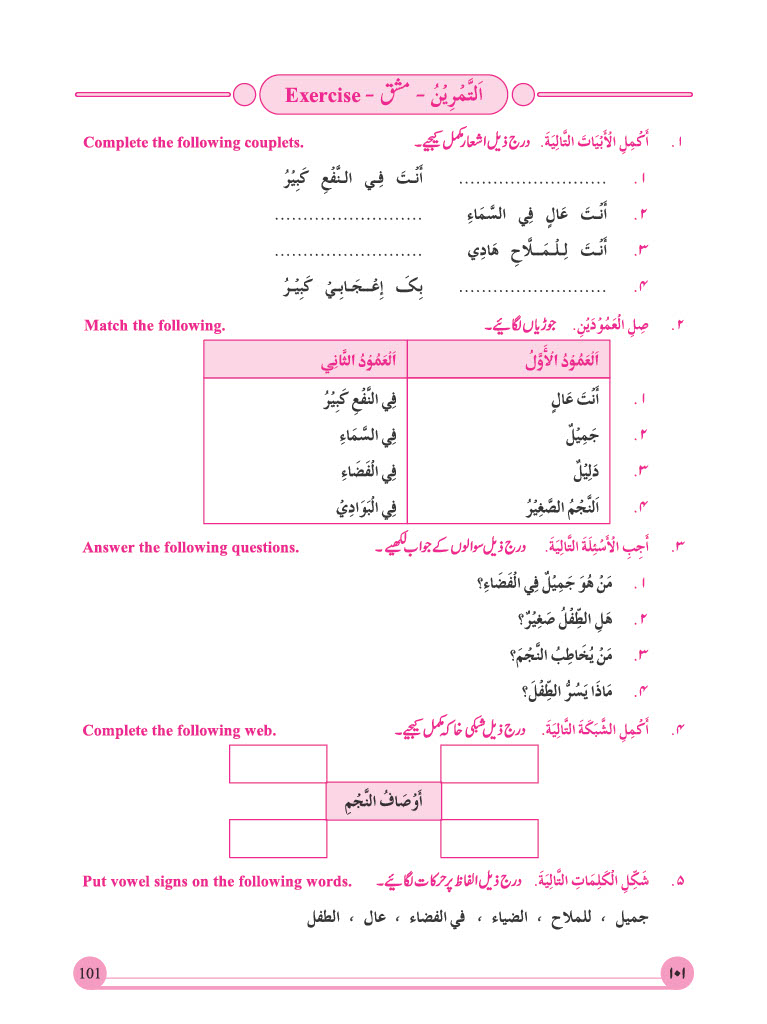 اَلتَّمْرِيْنُ - مشق - Exercise
۱. أَكْمِلِ الْأَبْيَاتَ التَّالِيَةَ. درج ذیل اشعار مکمل کیجیے۔ Complete the following couplets.
۱. .......................... أَنْتَ فِي النَّفْعِ كَبِيْرُ
۲. أَنْتَ عَالٍ فِي السَّمَاءِ ..........................
۳. أَنْتَ لِلْمَلَّاحِ هَادِي ..........................
۴. .......................... بِكَ إِعْجَابِيْ كَبِيْرُ
۲. صِلِ الْعَمُوْدَيْنِ. جوڑیاں لگائیے۔ Match the following.
اَلْعَمُوْدُ الْأَوَّلُ اَلْعَمُوْدُ الثَّانِي
۱. أَنْتَ عَالٍ فِي النَّفْعِ كَبِيْرُ
۲. جَمِيْلٌ فِي السَّمَاءِ
۳. دَلِيْلٌ فِي الْفَضَاءِ
۴. اَلنَّجْمُ الصَّغِيْرُ فِي الْبَوَادِيْ
۳. أَجِبِ الْأَسْئِلَةَ التَّالِيَةَ. درج ذیل سوالوں کے جواب لکھیے۔ Answer the following questions.
۱. مَنْ هُوَ جَمِيْلٌ فِي الْفَضَاءِ؟
۲. هَلِ الطِّفْلُ صَغِيْرٌ؟
۳. مَنْ يُخَاطِبُ النَّجْمَ؟
۴. مَاذَا يَسُرُّ الطِّفْلَ؟
۴. أَكْمِلِ الشَّبَكَةَ التَّالِيَةَ. درج ذیل شبکی خاکہ مکمل کیجیے۔ Complete the following web.
أَوْصَافُ النَّجْمِ
۵. شَكِّلِ الْكَلِمَاتِ التَّالِيَةَ. درج ذیل الفاظ پر حرکات لگائیے۔ Put vowel signs on the following words.
جميل ، للملاح ، الضياء ، في الفضاء ، عال ، الطفل
101 ۱۰۱